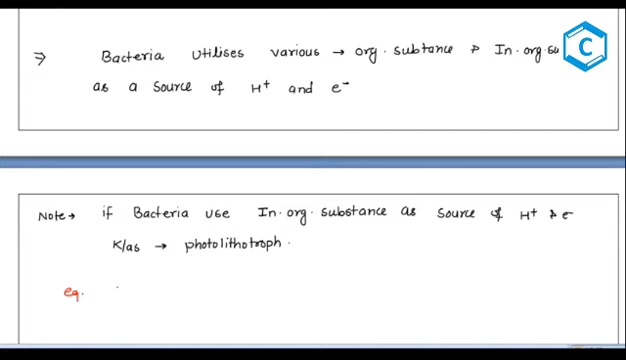 ⇒ Bacteria utilises various → org. subtance & In.org.su
as a source of H+ and e-
Note → if Bacteria use In.org.substance as source of H+ & e
K/as → photolithotroph.
eg.
C